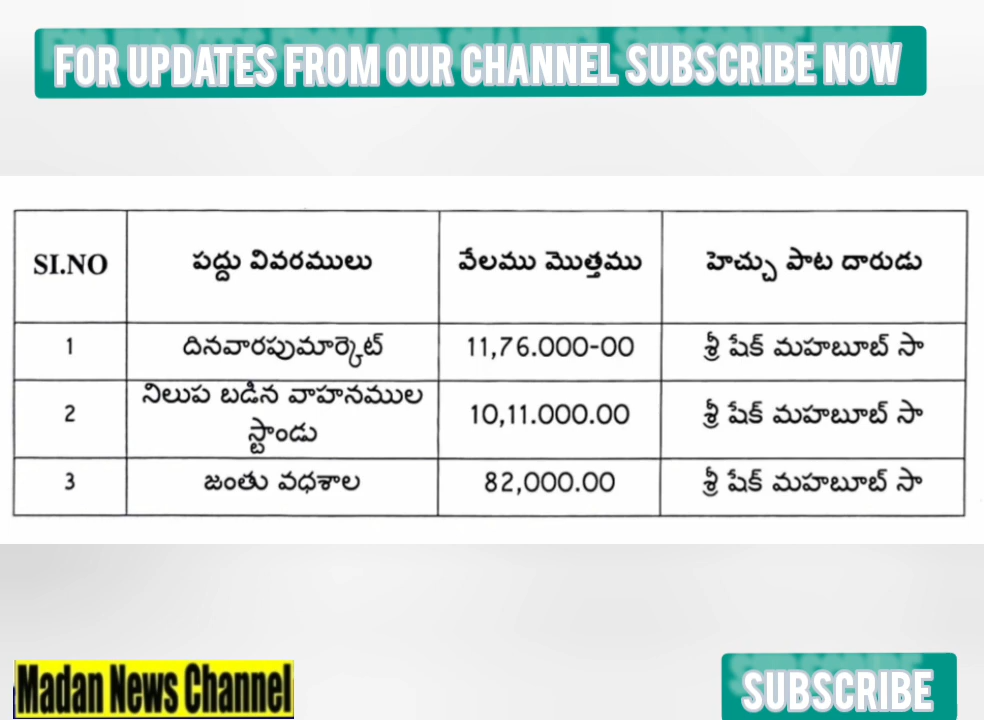 FOR UPDATES FROM OUR CHANNEL SUBSCRIBE NOW
SI.NO పద్దు వివరములు వేలము మొత్తము హెచ్చు పాట దారుడు
1 దినవారపుమార్కెట్ 11,76.000-00 శ్రీ షేక్ మహబూబ్ సా
2 నిలుప బడిన వాహనముల స్టాండు 10,11.000.00 శ్రీ షేక్ మహబూబ్ సా
3 జంతు వధశాల 82,000.00 శ్రీ షేక్ మహబూబ్ సా
Madan News Channel
SUBSCRIBE